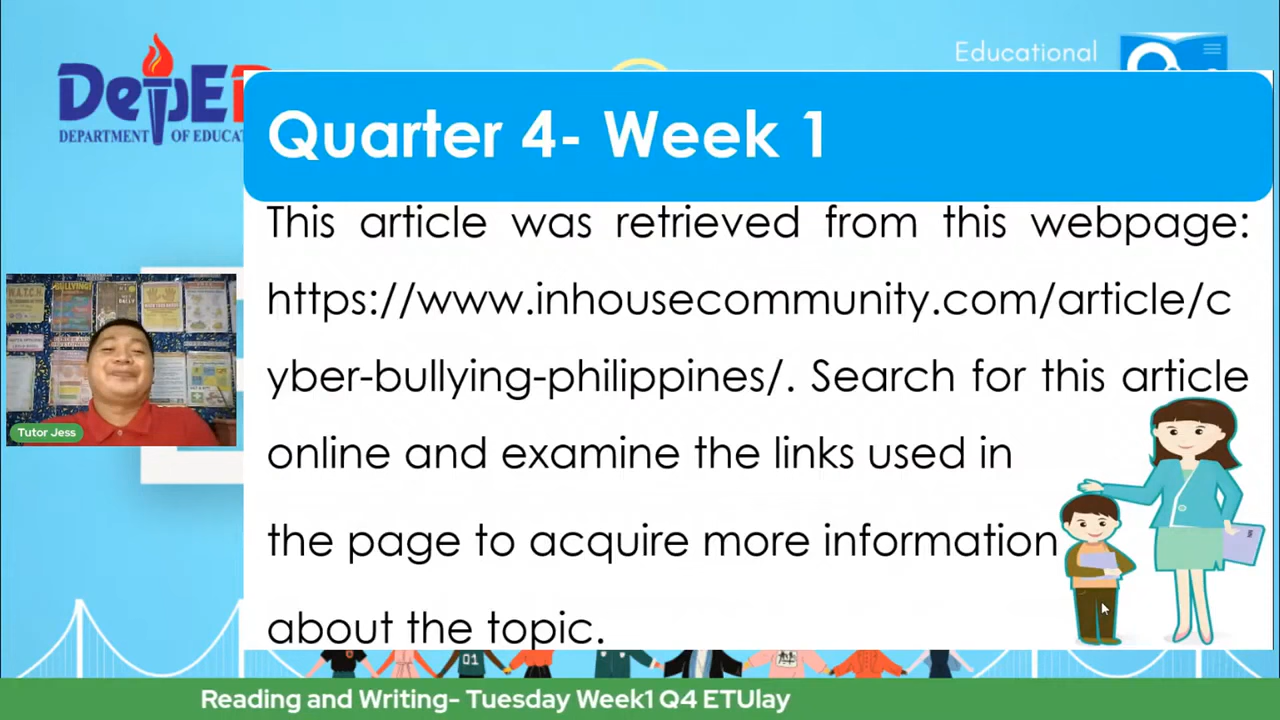 Educational
DepED
DEPARTMENT OF EDUCAT
Quarter 4- Week 1
This article was retrieved from this webpage:
https://www.inhousecommunity.com/article/c
yber-bullying-philippines/. Search for this article
online and examine the links used in
the page to acquire more information
about the topic.
BULLYING!
Tutor Jess
01
Reading and Writing- Tuesday Week1 Q4 ETUlay